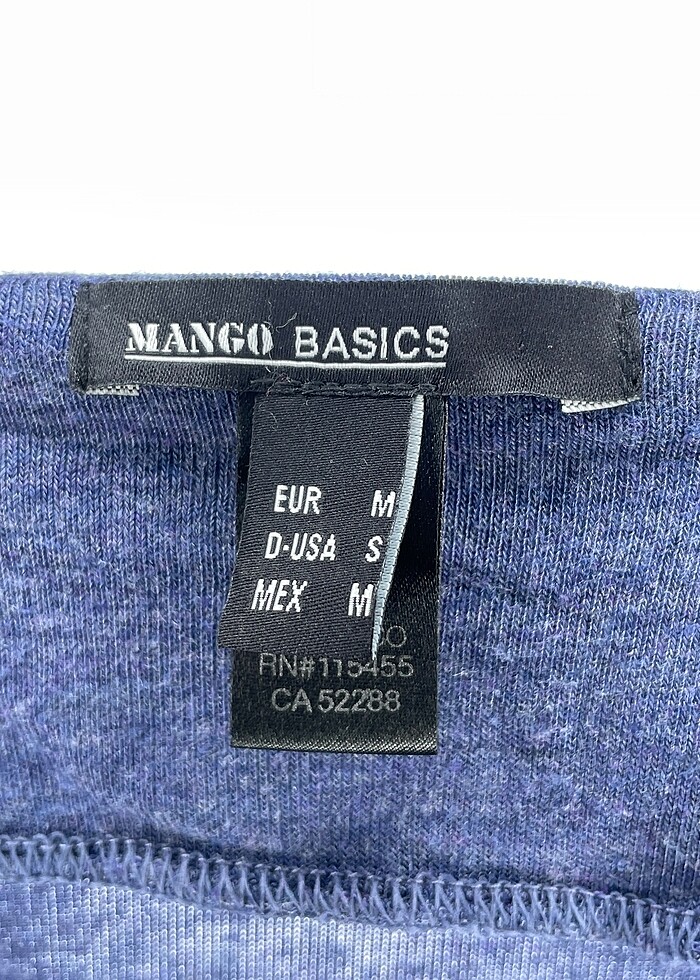 MANGO BASICS
EUR M
D-USA S
MEX M
RN#115455
CA 52288